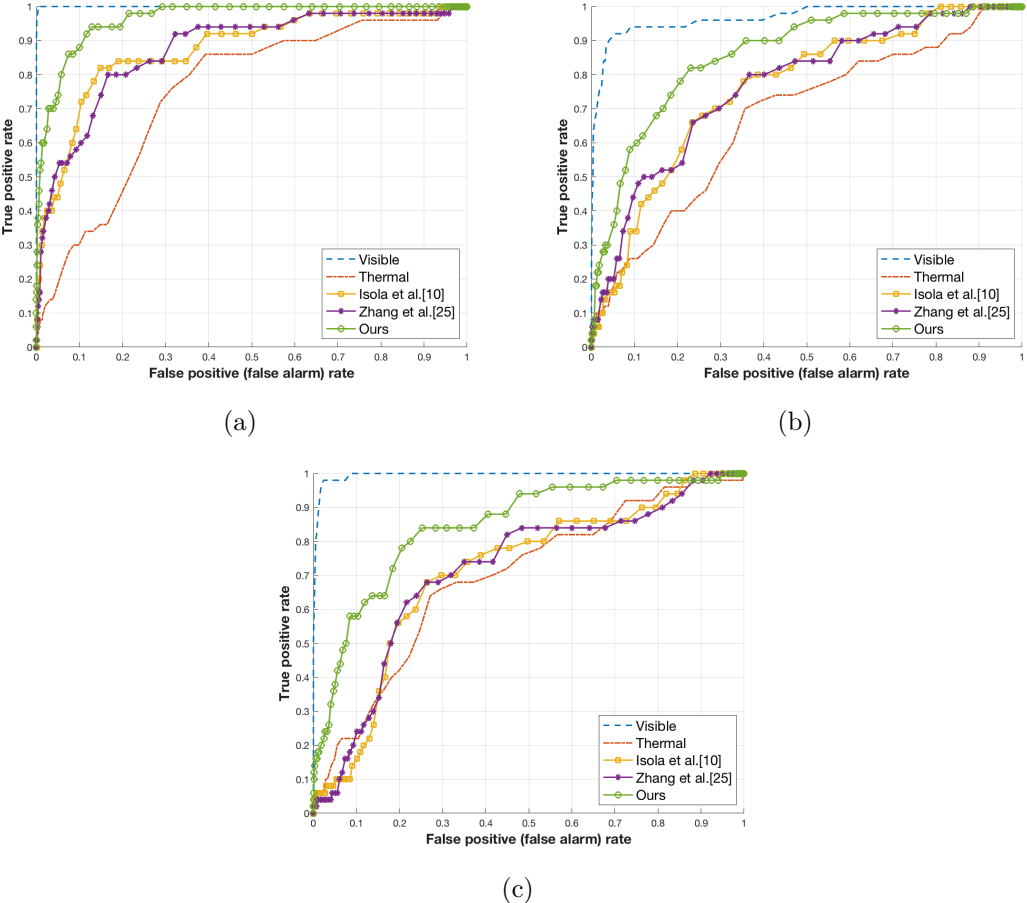 1
0.9
0.8
0.7
0.6
0.5
0.4
0.3
0.2
0.1
0
True positive rate
0 0.1 0.2 0.3 0.4 0.5 0.6 0.7 0.8 0.9 1
False positive (false alarm) rate
Visible
Thermal
Isola et al.[10]
Zhang et al.[25]
Ours
(a)
1
0.9
0.8
0.7
0.6
0.5
0.4
0.3
0.2
0.1
0
True positive rate
0 0.1 0.2 0.3 0.4 0.5 0.6 0.7 0.8 0.9 1
False positive (false alarm) rate
Visible
Thermal
Isola et al.[10]
Zhang et al.[25]
Ours
(b)
1
0.9
0.8
0.7
0.6
0.5
0.4
0.3
0.2
0.1
0
True positive rate
0 0.1 0.2 0.3 0.4 0.5 0.6 0.7 0.8 0.9 1
False positive (false alarm) rate
Visible
Thermal
Isola et al.[10]
Zhang et al.[25]
Ours
(c)